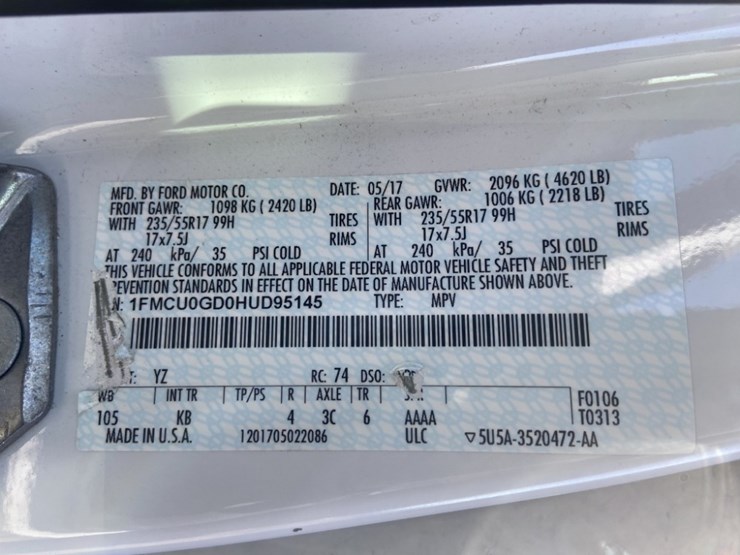 MFD. BY FORD MOTOR CO. DATE: 05/17 GVWR: 2096 KG ( 4620 LB)
FRONT GAWR: 1098 KG ( 2420 LB) REAR GAWR: 1006 KG ( 2218 LB)
WITH 235/55R17 99H TIRES WITH 235/55R17 99H TIRES
17x7.5J RIMS 17x7.5J RIMS
AT 240 kPa/ 35 PSI COLD AT 240 kPa/ 35 PSI COLD
THIS VEHICLE CONFORMS TO ALL APPLICABLE FEDERAL MOTOR VEHICLE SAFETY AND THEFT
PREVENTION STANDARDS IN EFFECT ON THE DATE OF MANUFACTURE SHOWN ABOVE.
N: 1FMCU0GD0HUD95145 TYPE: MPV
T: YZ RC: 74 DSO:
WB INT TR TP/PS R AXLE TR F0106
105 KB 4 3C 6 AAAA T0313
MADE IN U.S.A. 1201705022086 ULC ▽5U5A-3520472-AA